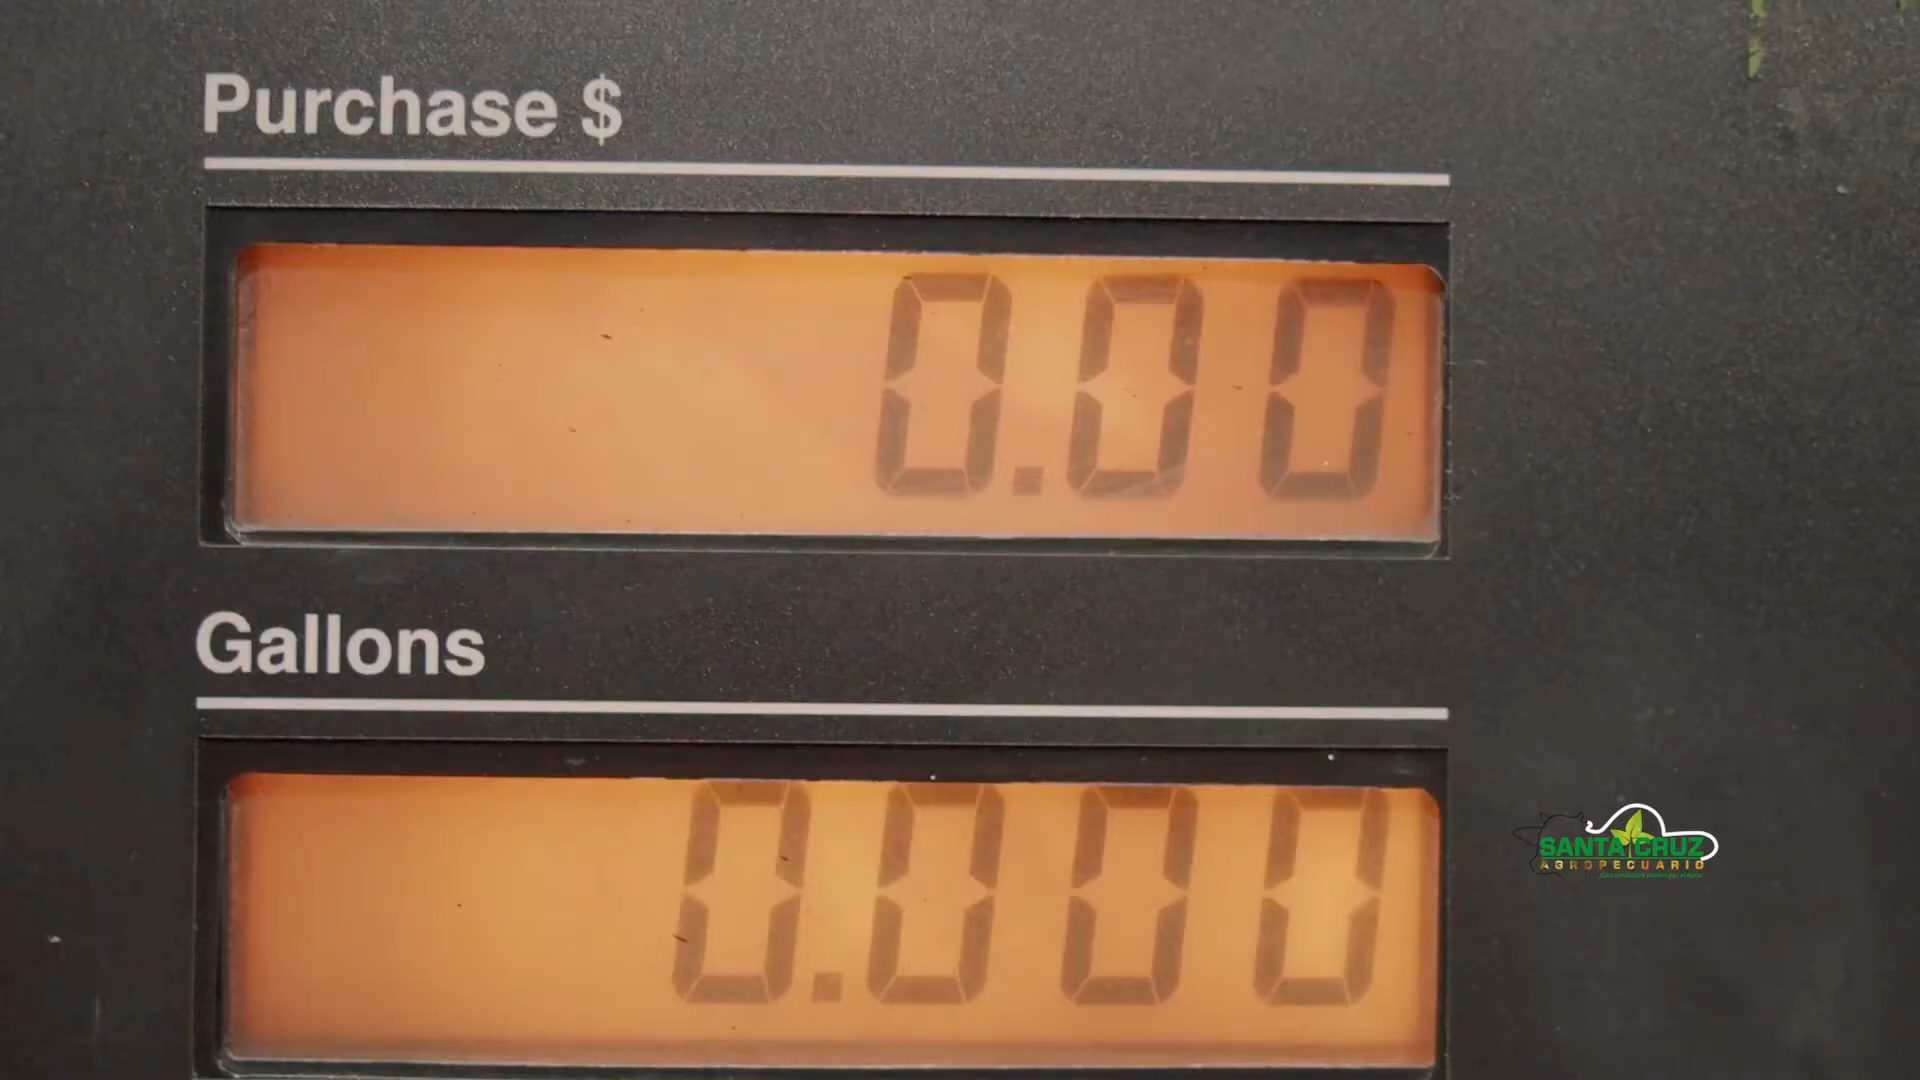 Purchase $
0.00
Gallons
0.000
SANTA CRUZ
AGROPECUARIO